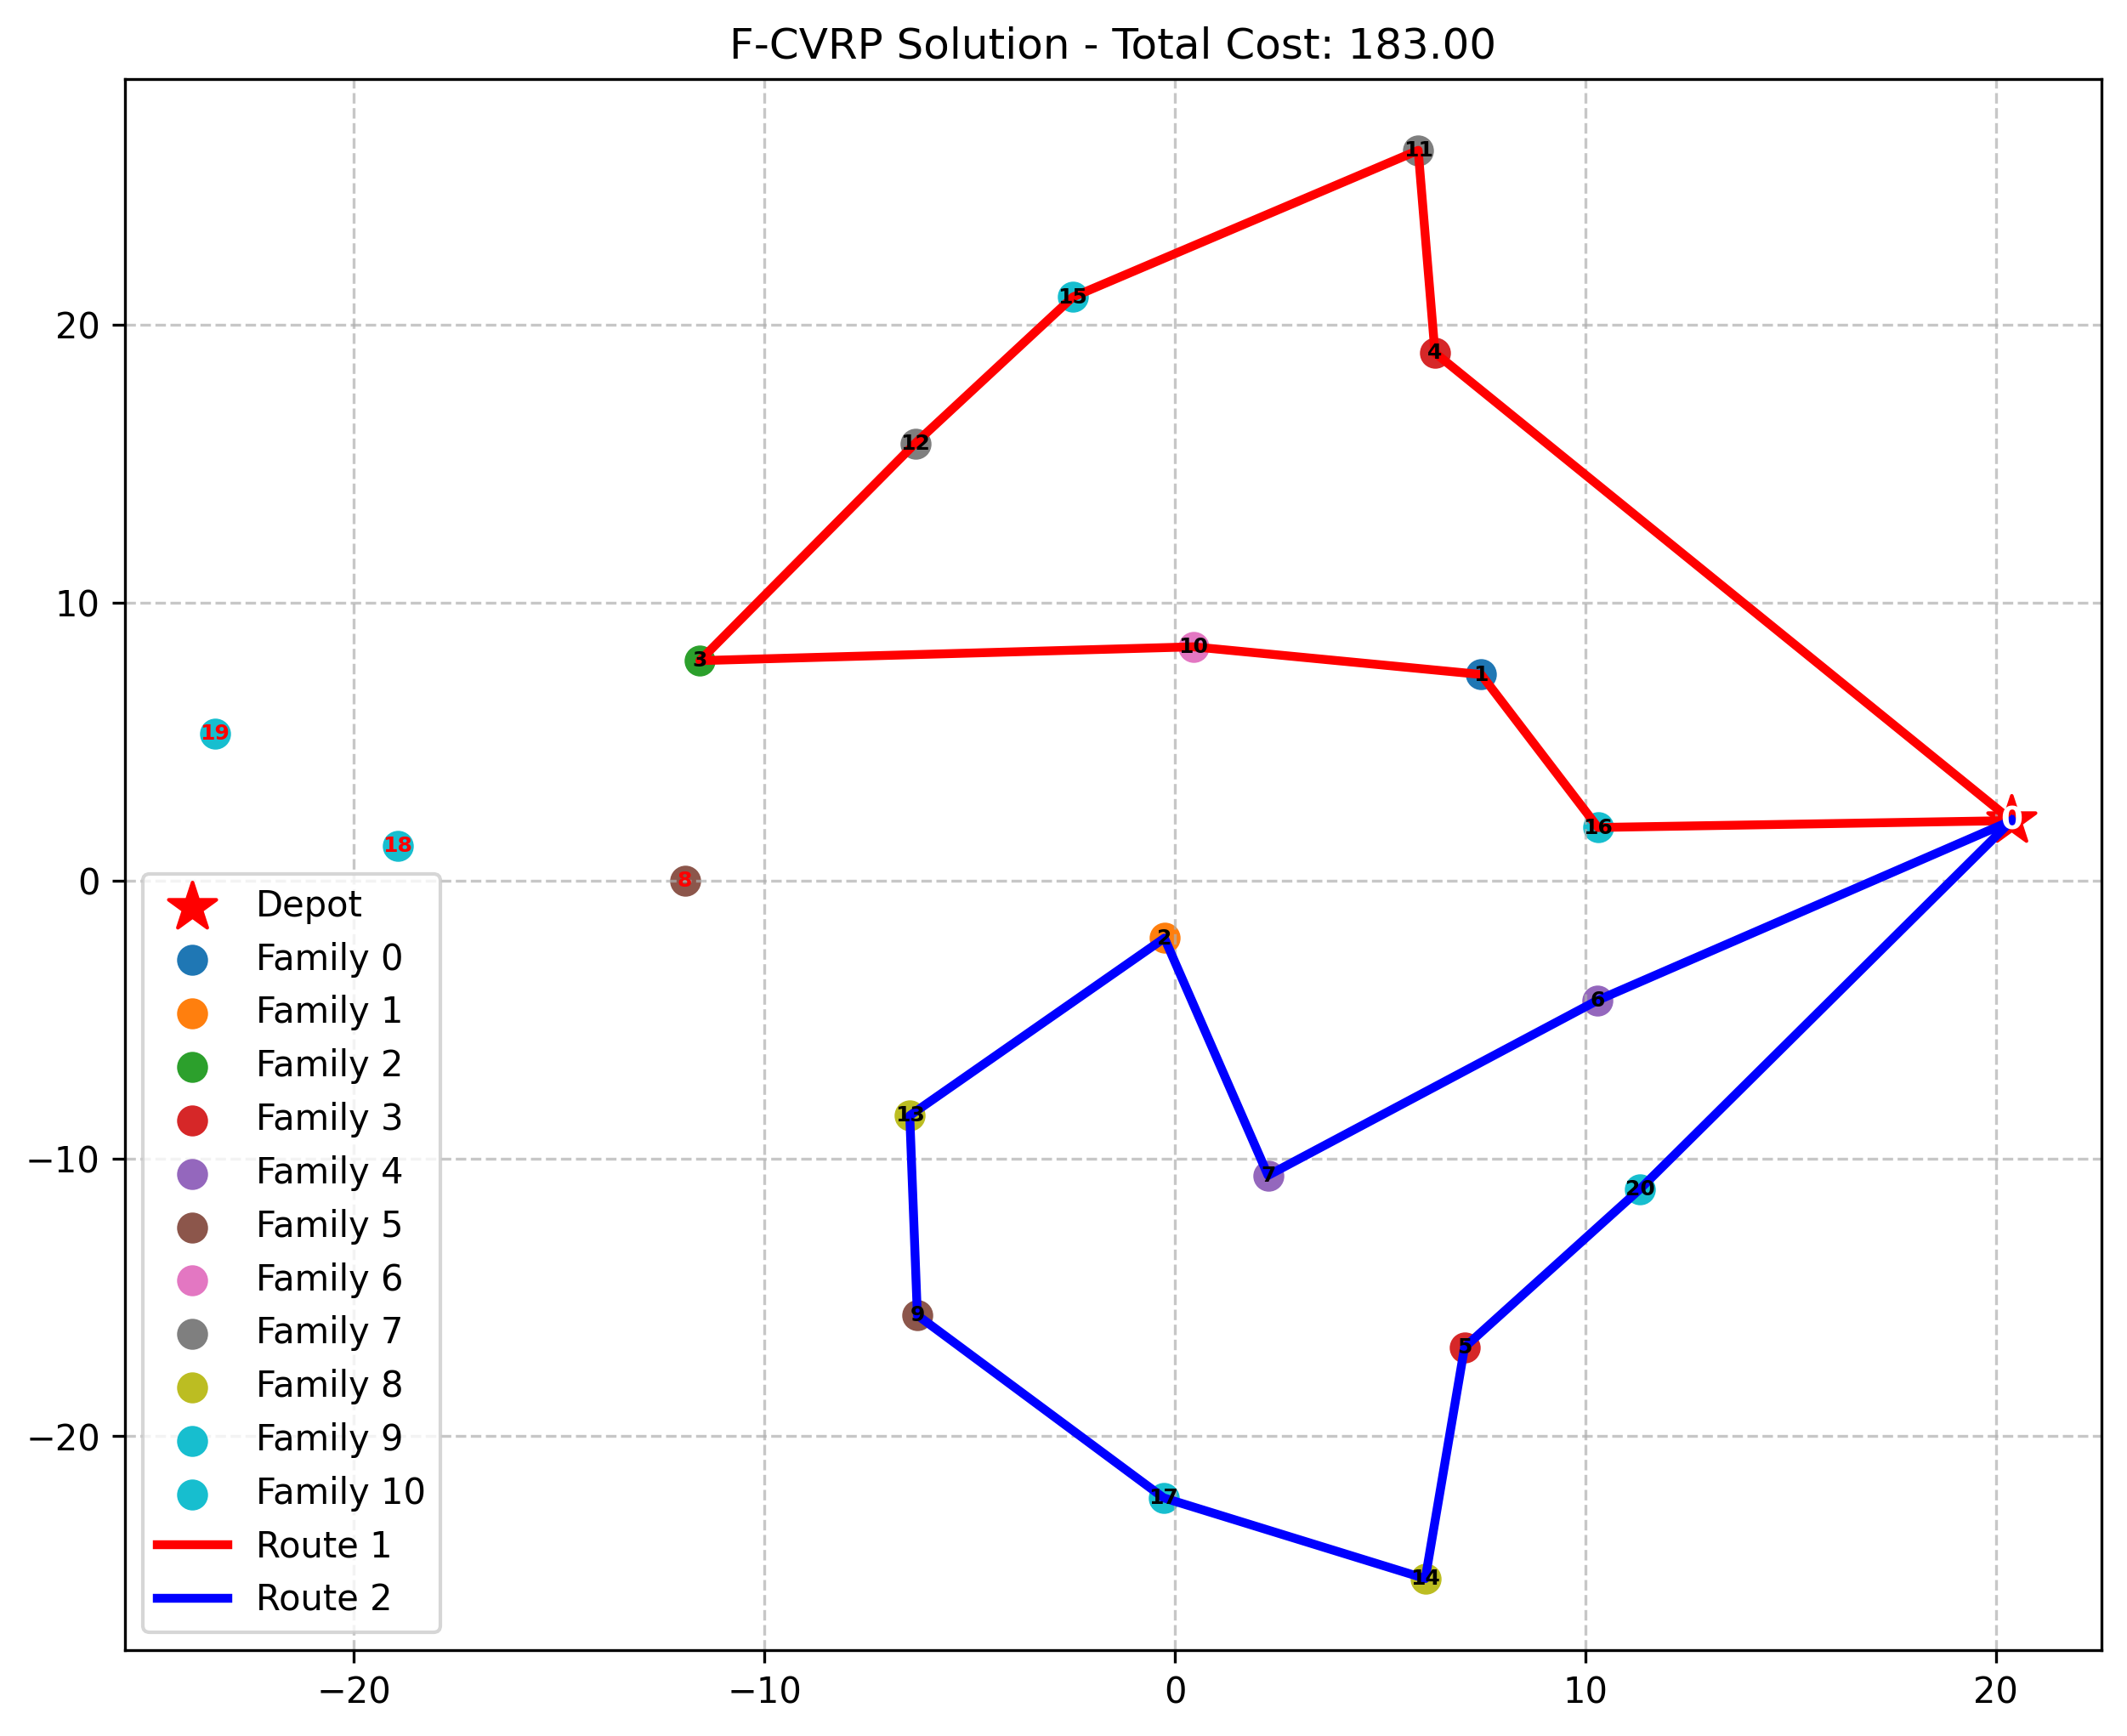 F-CVRP Solution - Total Cost: 183.00
11
15
20
4
12
10
10
3
1
19
16
0
18
0
8
Depot
2
Family 0
6
Family 1
Family 2
13
Family 3
−10
7
20
Family 4
Family 5
9
Family 6
5
Family 7
Family 8
−20
Family 9
17
Family 10
14
Route 1
Route 2
−20
−10
0
10
20